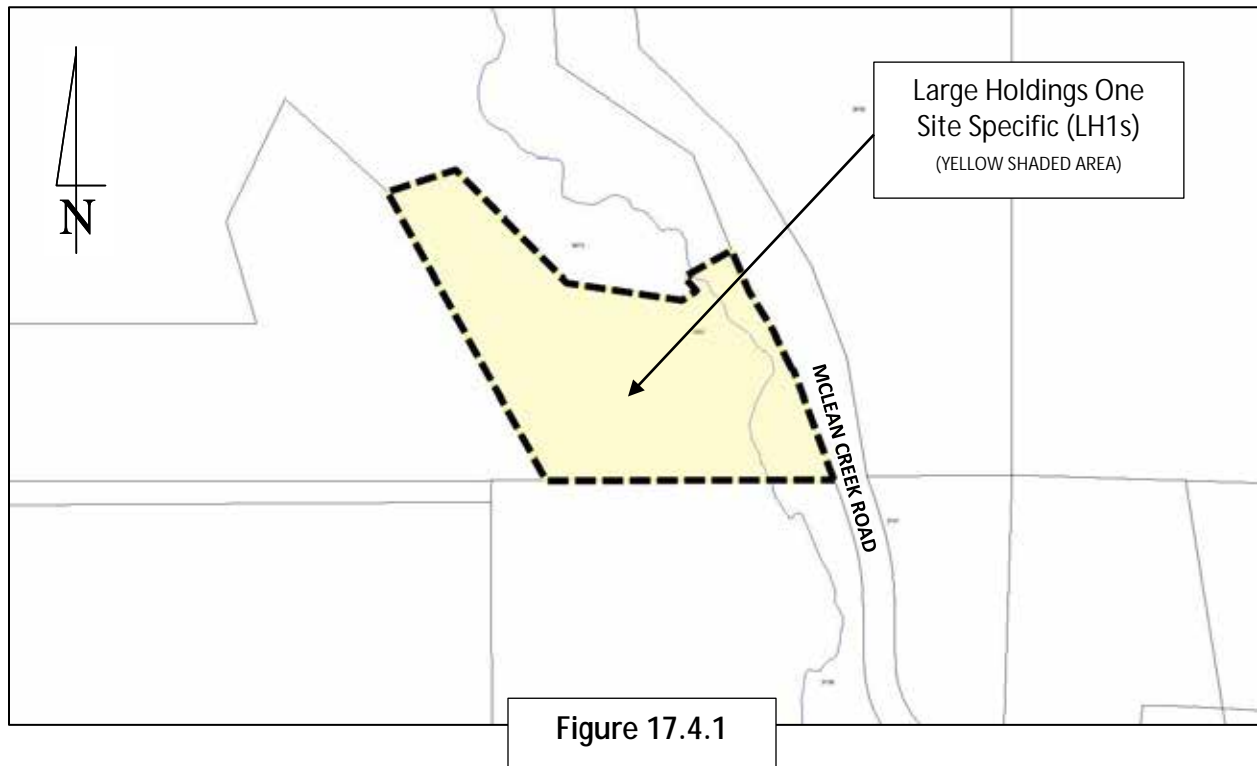 N
Large Holdings One
Site Specific (LH1s)
(YELLOW SHADED AREA)
MCLEAN CREEK ROAD
Figure 17.4.1